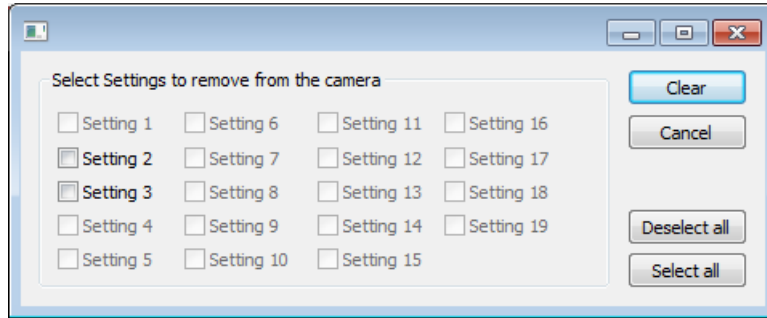 Select Settings to remove from the camera
Setting 1 Setting 6 Setting 11 Setting 16
Setting 2 Setting 7 Setting 12 Setting 17
Setting 3 Setting 8 Setting 13 Setting 18
Setting 4 Setting 9 Setting 14 Setting 19
Setting 5 Setting 10 Setting 15
Clear
Cancel
Deselect all
Select all